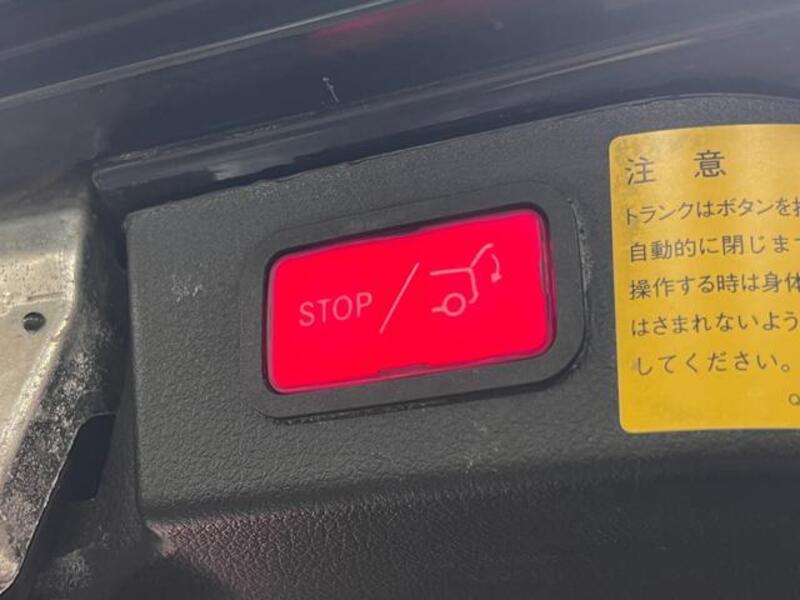 STOP
注意
トランクはボタンを
自動的に閉じま
操作する時は身体
はさまれないよう
してください。